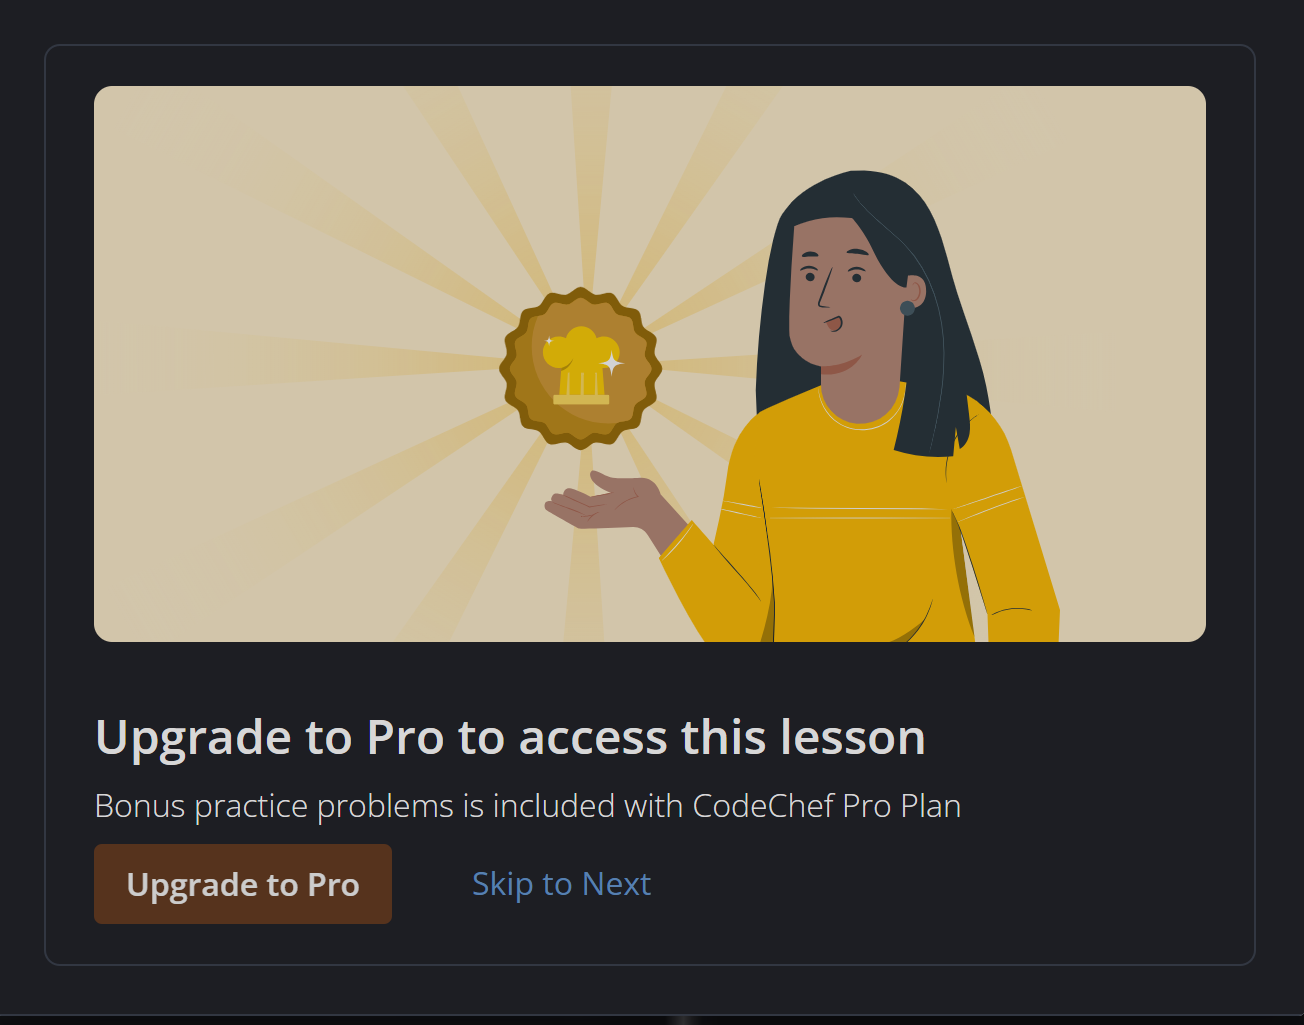 Upgrade to Pro to access this lesson
Bonus practice problems is included with CodeChef Pro Plan
Upgrade to Pro
Skip to Next